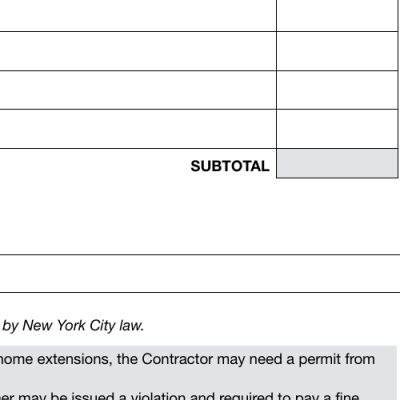 SUBTOTAL
by New York City law.
home extensions, the Contractor may need a permit from
er may be issued a violation and required to pay a fine